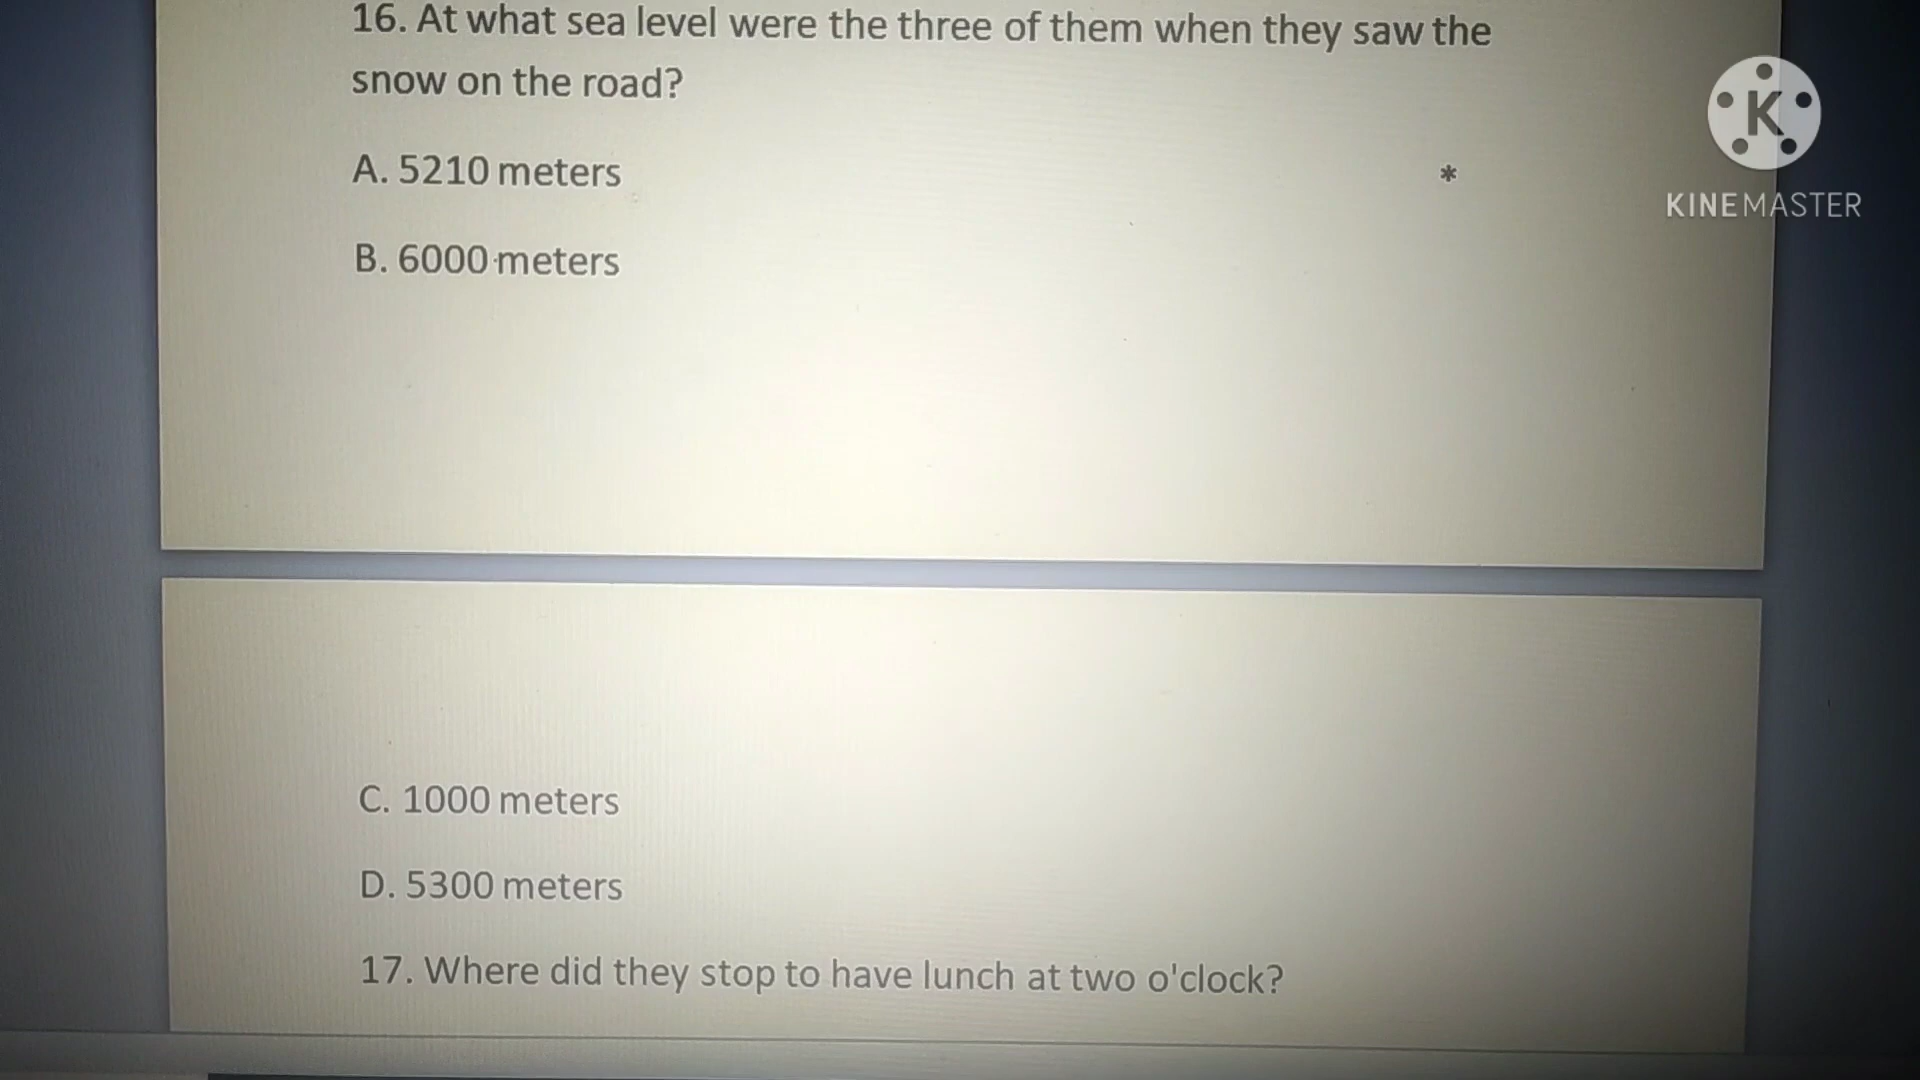 16. At what sea level were the three of them when they saw the
snow on the road?
A. 5210 meters
*
B. 6000 meters
C. 1000 meters
D. 5300 meters
17. Where did they stop to have lunch at two o'clock?
K
KINEMASTER